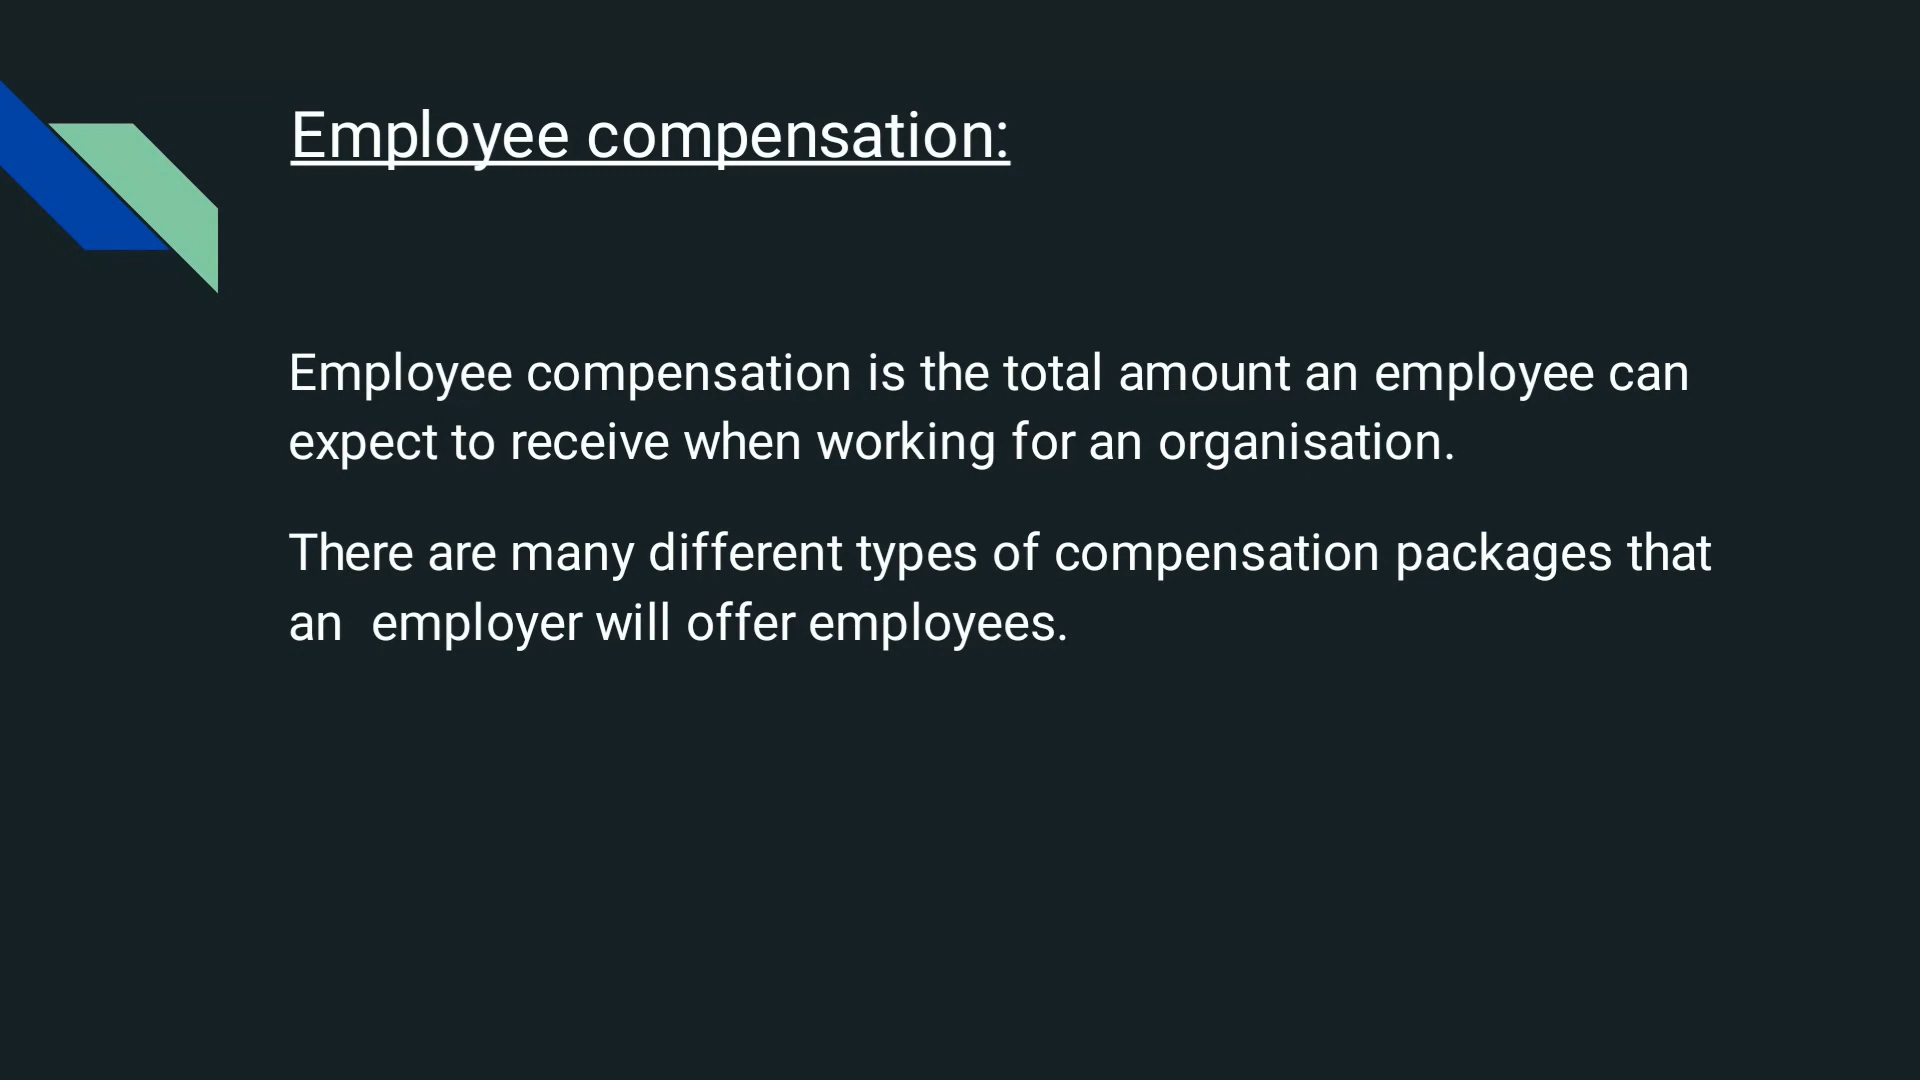 Employee compensation:
Employee compensation is the total amount an employee can
expect to receive when working for an organisation.
There are many different types of compensation packages that
an  employer will offer employees.